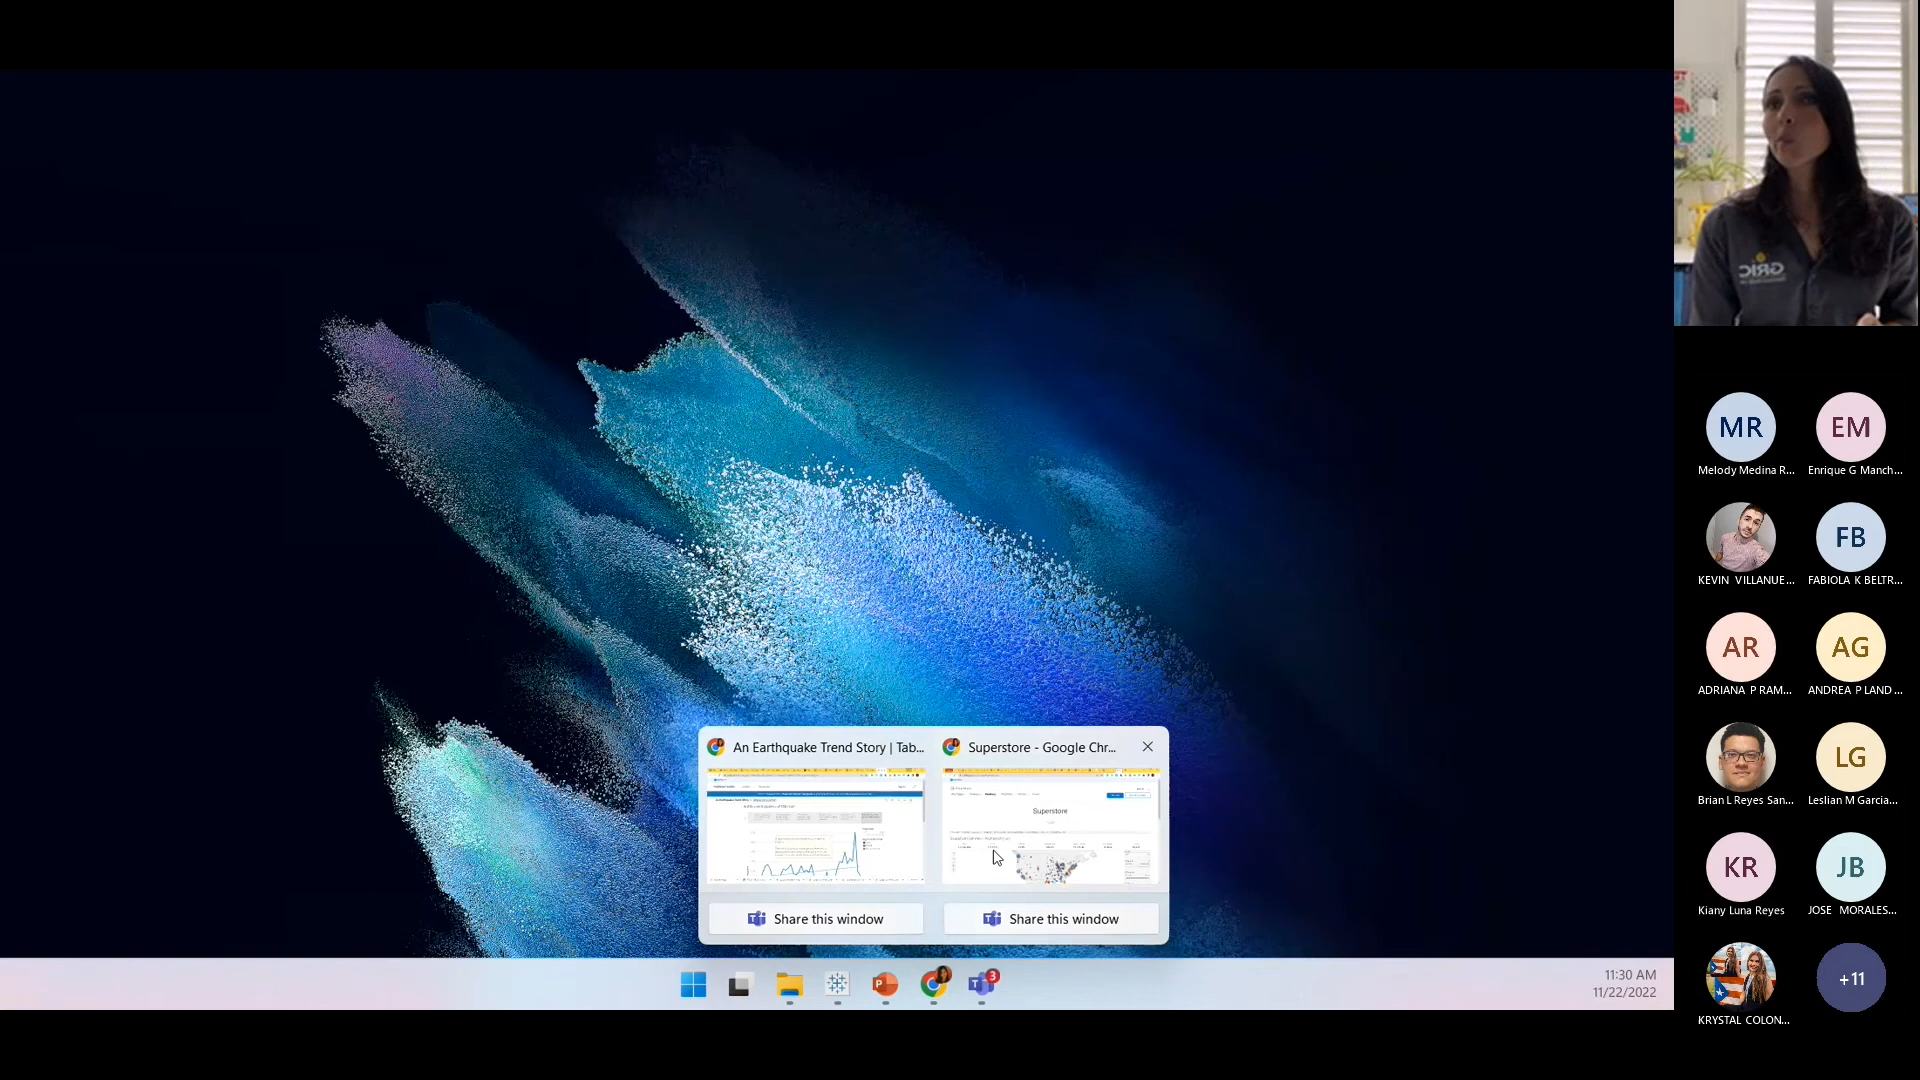 An Earthquake Trend Story | Tab...
Superstore - Google Chr...
Superstore
Share this window
Share this window
P
T
3
11:30 AM
11/22/2022
GRIC
MR
EM
Melody Medina R...
Enrique G Manch...
KEVIN VILLANUE...
FB
FABIOLA K BELTR...
AR
AG
ADRIANA P RAM...
ANDREA P LAND...
LG
Brian L Reyes San...
Leslian M Garcia...
KR
JB
Kiany Luna Reyes
JOSE MORALES...
+11
KRYSTAL COLON...